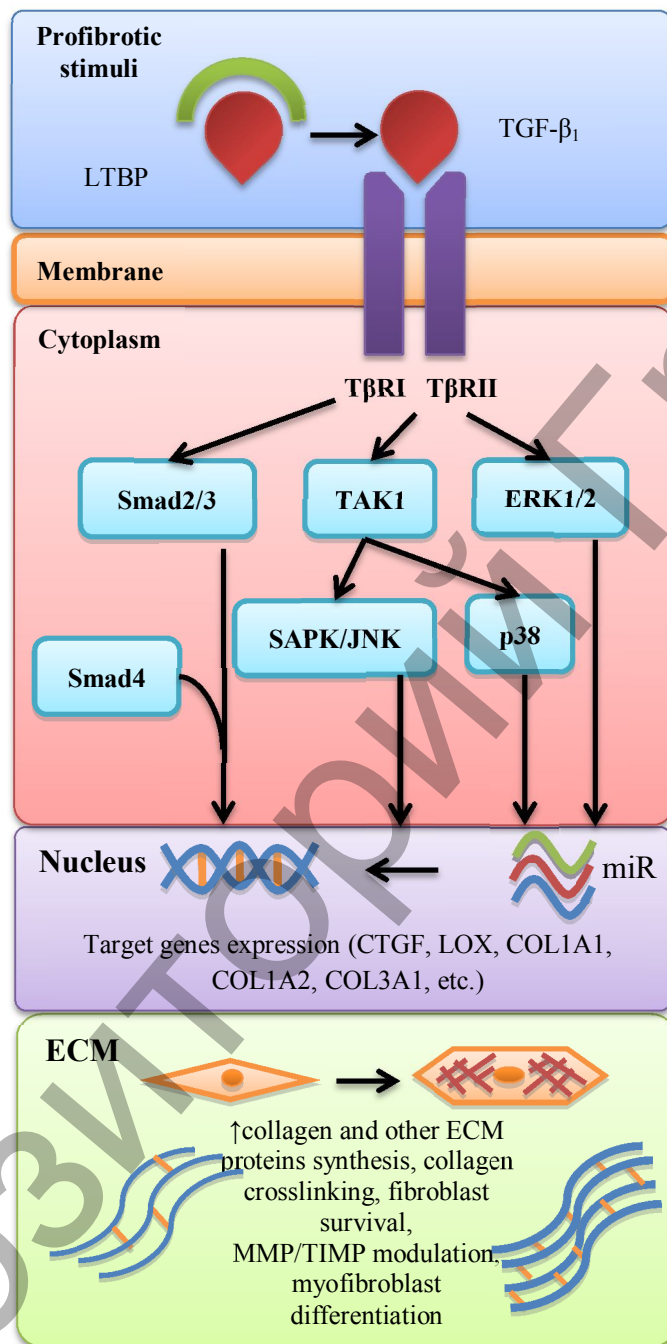 Profibrotic
stimuli
LTBP
TGF-β₁
Membrane
Cytoplasm
TβRI TβRII
Smad2/3
TAK1
ERK1/2
SAPK/JNK
p38
Smad4
Nucleus
miR
Target genes expression (CTGF, LOX, COL1A1,
COL1A2, COL3A1, etc.)
ECM
↑collagen and other ECM
proteins synthesis, collagen
crosslinking, fibroblast
survival,
MMP/TIMP modulation,
myofibroblast
differentiation